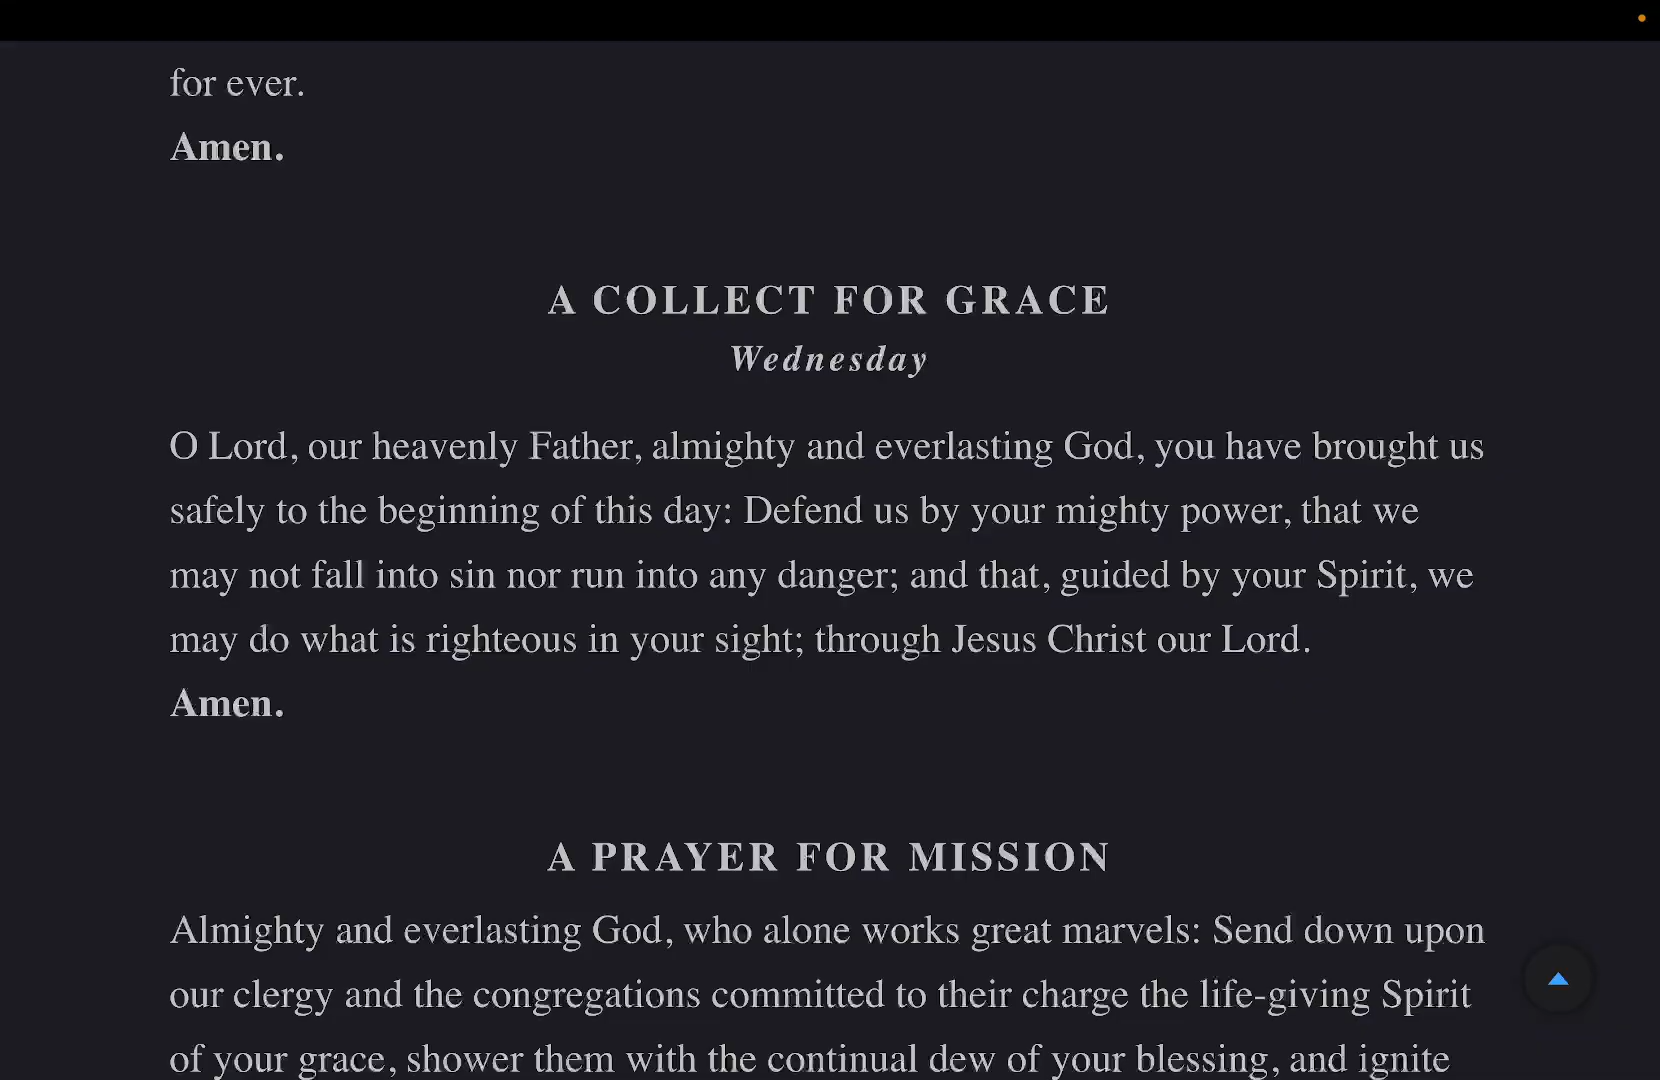 for ever.
Amen.
A COLLECT FOR GRACE
Wednesday
O Lord, our heavenly Father, almighty and everlasting God, you have brought us
safely to the beginning of this day: Defend us by your mighty power, that we
may not fall into sin nor run into any danger; and that, guided by your Spirit, we
may do what is righteous in your sight; through Jesus Christ our Lord.
Amen.
A PRAYER FOR MISSION
Almighty and everlasting God, who alone works great marvels: Send down upon
our clergy and the congregations committed to their charge the life-giving Spirit
of your grace, shower them with the continual dew of your blessing, and ignite